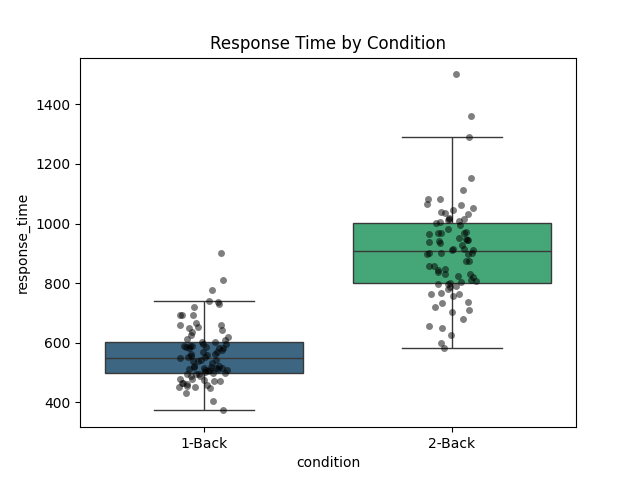 Response Time by Condition
response_time
1400
1200
1000
800
600
400
1-Back
2-Back
condition